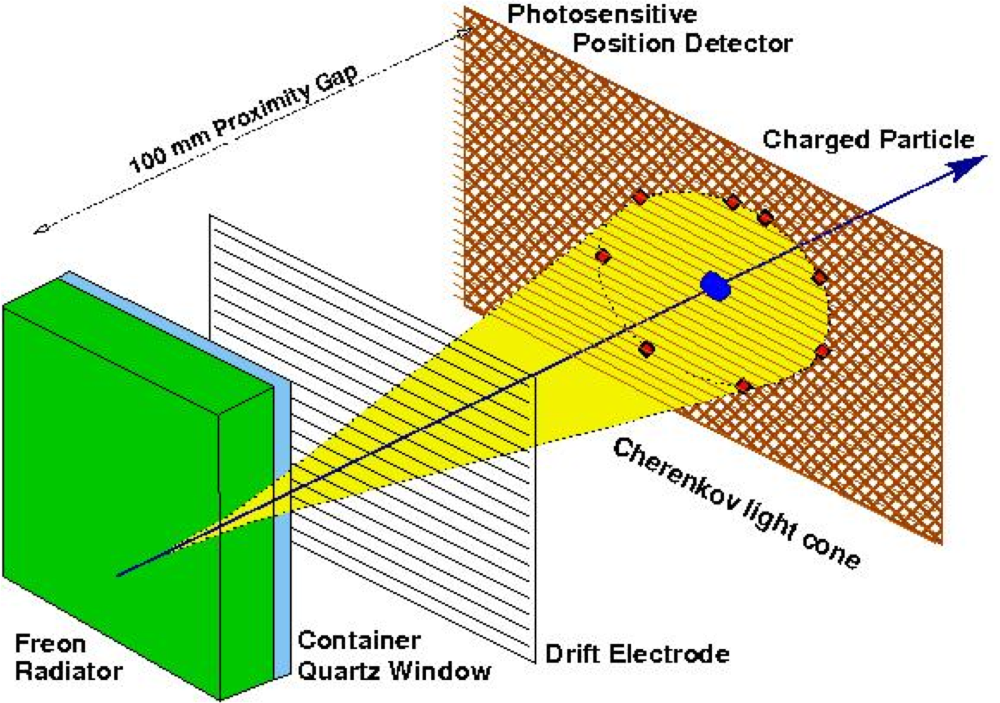 Photosensitive
Position Detector
100 mm Proximity Gap
Charged Particle
Cherenkov light cone
Freon
Radiator
Container
Quartz Window
Drift Electrode